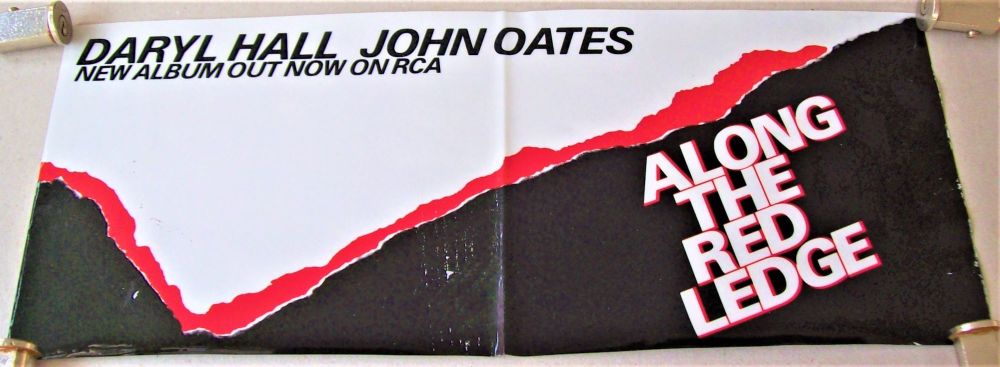 DARYL HALL JOHN OATES
NEW ALBUM OUT NOW ON RCA
ALONG
THE
RED
LEDGE